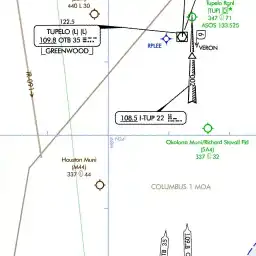 440 L 30
122.5
TUPELO (L) (L)
109.8 OTB 35
GREENWOOD
RPLEE
VERON
Tupelo Rgnl
(TUP)
347 71
ASOS 133.525
9
108.5 I-TUP 22
Okolona Muni/Richard Stovall Fld
(5A4)
337 32
Houston Muni
(M44)
337 44
COLUMBUS 1 MOA